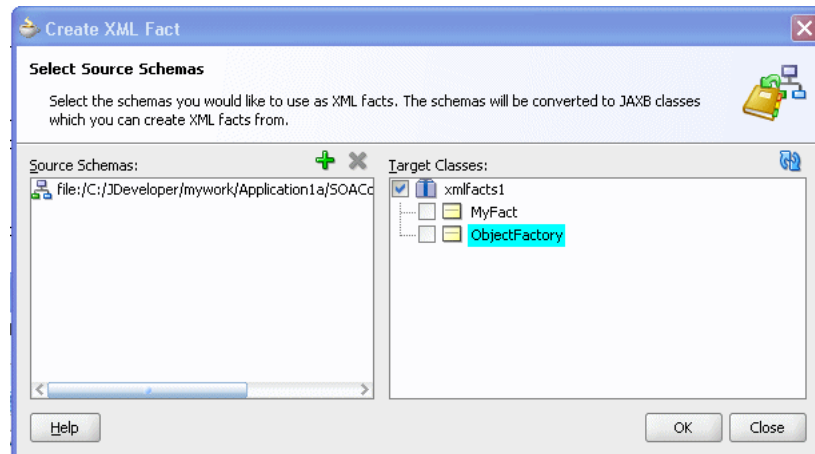 Create XML Fact
Select Source Schemas
Select the schemas you would like to use as XML facts. The schemas will be converted to JAXB classes
which you can create XML facts from.
Source Schemas:
Target Classes:
file:/C:/JDeveloper/mywork/Application1a/SOACo
xmlfacts1
MyFact
ObjectFactory
Help
OK
Close